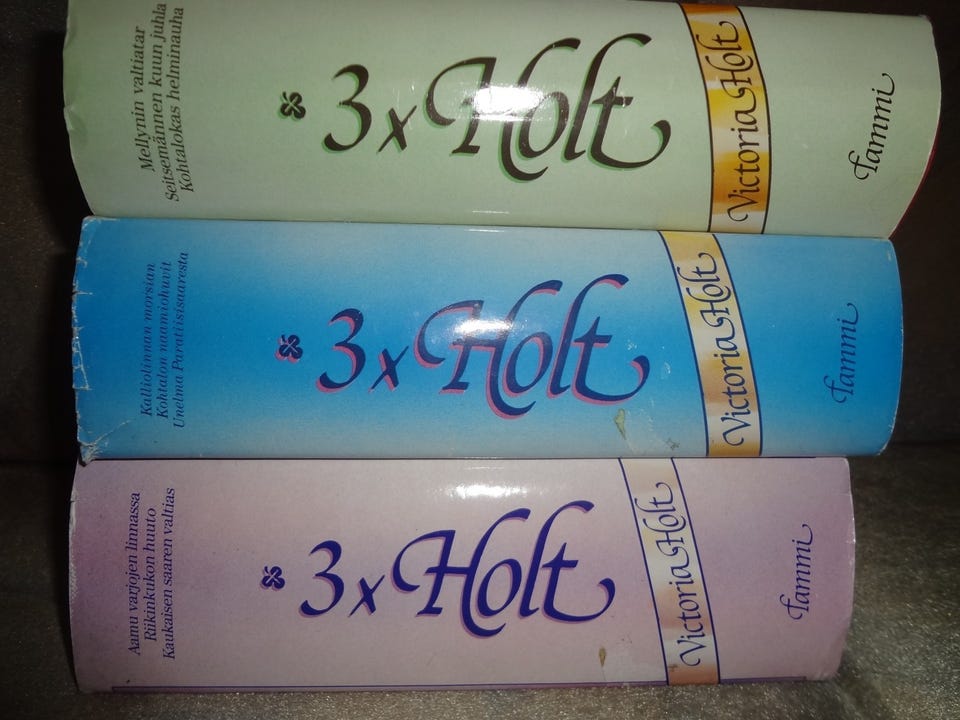 Mellynin valtiatar
Seitsemännen kuun juhla
Kohtalokas helminauha
3 x Holt
Victoria Holt
Tammi
Kalliolinnan morsian
Kohtalon naamiohuvit
Unelma Paratiisisaaresta
3 x Holt
Victoria Holt
Tammi
Aamu varjojen linnassa
Riikinkukon huuto
Kaukaisen saaren valtias
3 x Holt
Victoria Holt
Tammi